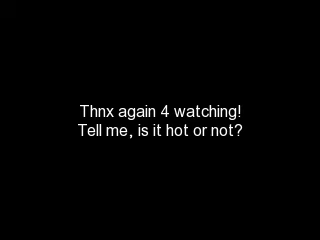 Thnx again 4 watching!
Tell me, is it hot or not?